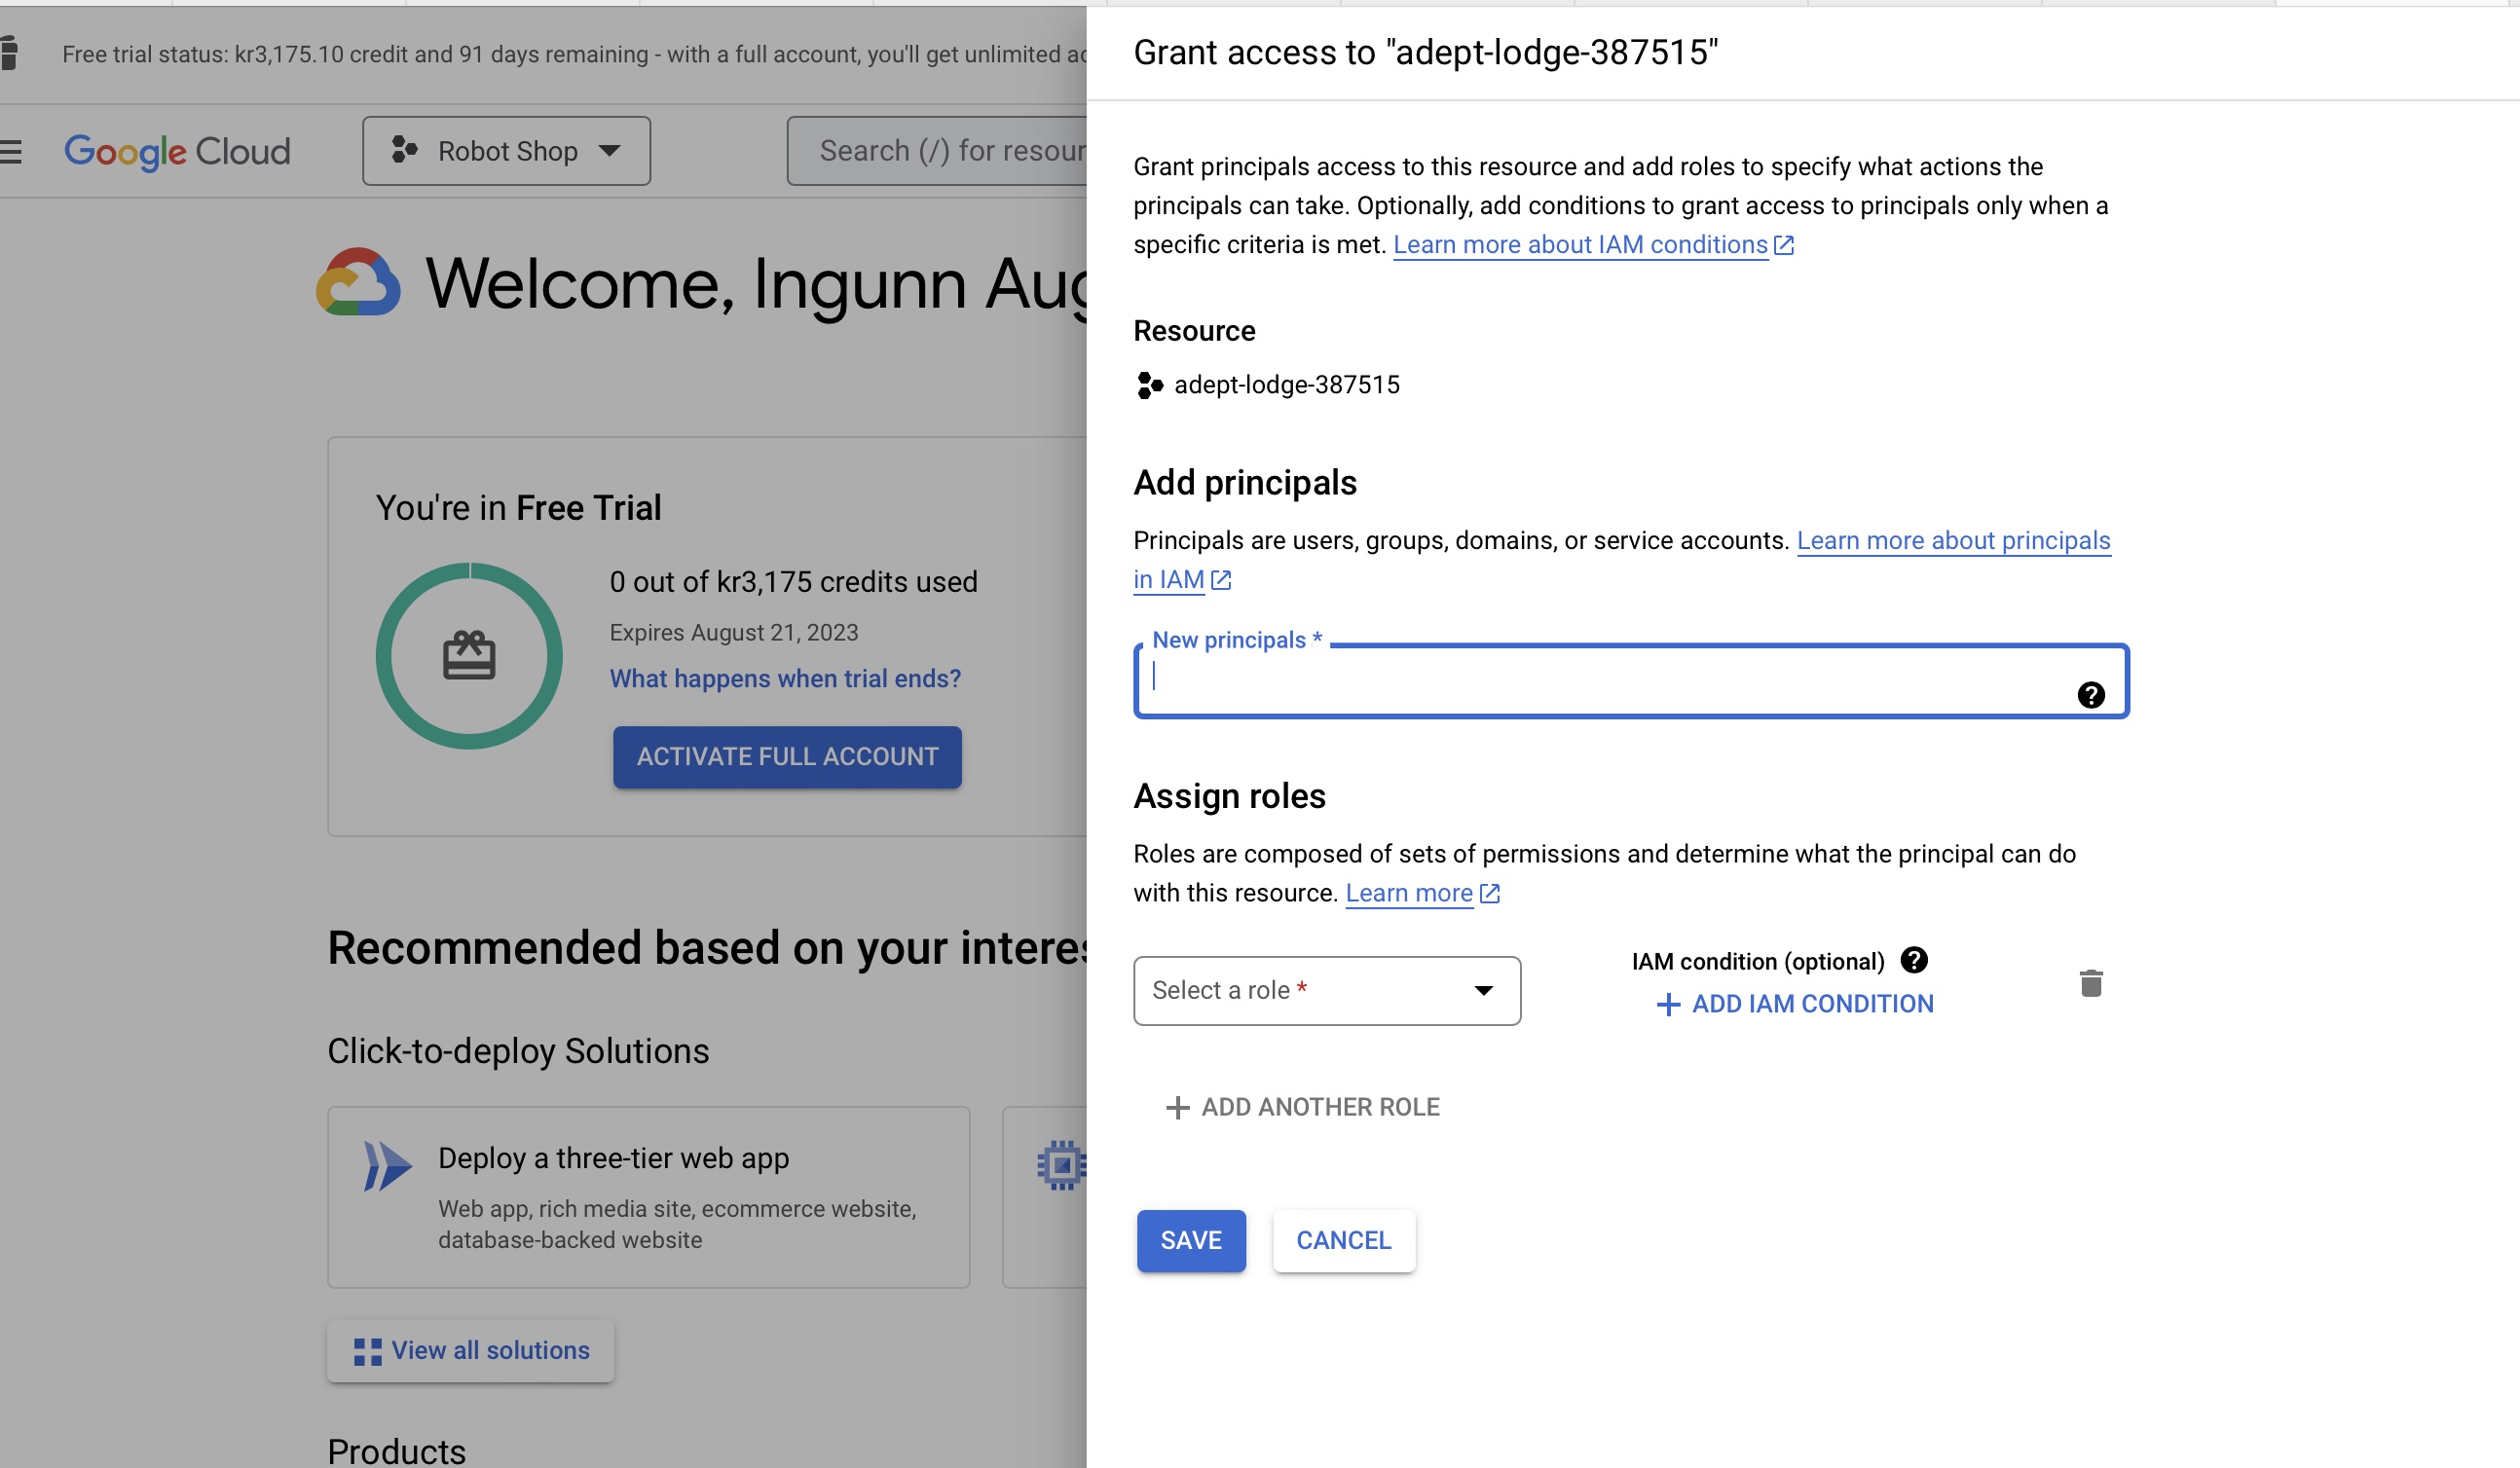 Free trial status: kr3,175.10 credit and 91 days remaining - with a full account, you'll get unlimited
Google Cloud
Robot Shop
Search (/) for
Welcome, Ingunn
You're in Free Trial
0 out of kr3,175 credits used
Expires August 21, 2023
What happens when trial ends?
ACTIVATE FULL ACCOUNT
Recommended based on your
Click-to-deploy Solutions
Deploy a three-tier web app
Web app, rich media site, ecommerce website,
database-backed website
View all solutions
Products
Grant access to "adept-lodge-387515"
Grant principals access to this resource and add roles to specify what actions the
principals can take. Optionally, add conditions to grant access to principals only when a
specific criteria is met. Learn more about IAM conditions
Resource
adept-lodge-387515
Add principals
Principals are users, groups, domains, or service accounts. Learn more about principals
in IAM
New principals *
Assign roles
Roles are composed of sets of permissions and determine what the principal can do
with this resource. Learn more
Select a role *
IAM condition (optional)
ADD IAM CONDITION
ADD ANOTHER ROLE
SAVE
CANCEL